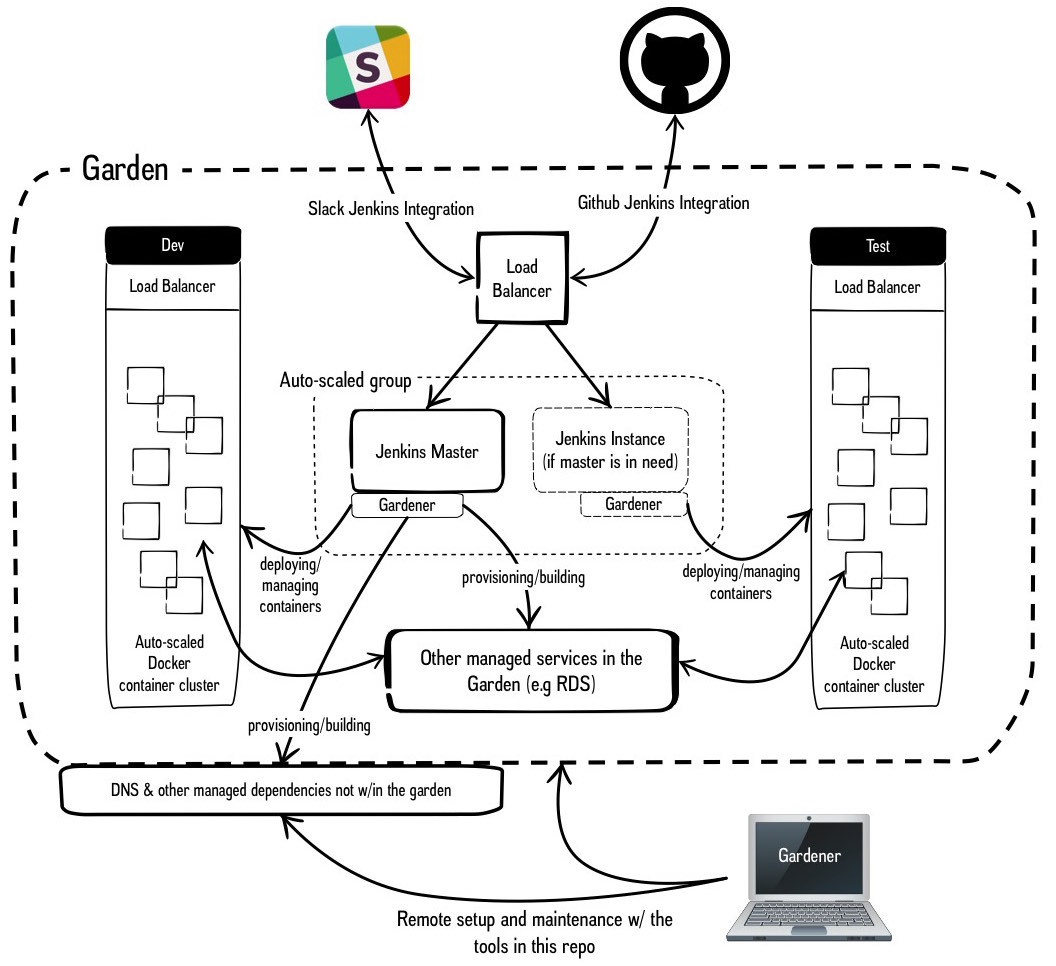 S
Garden
Slack Jenkins Integration
Github Jenkins Integration
Dev
Load Balancer
Load
Balancer
Test
Load Balancer
Auto-scaled group
Jenkins Master
Gardener
Jenkins Instance
(if master is in need)
Gardener
deploying/
managing
containers
provisioning/building
deploying/managing
containers
Auto-scaled
Docker
container cluster
Other managed services in the
Garden (e.g RDS)
Auto-scaled
Docker
container cluster
provisioning/building
DNS & other managed dependencies not w/in the garden
Gardener
Remote setup and maintenance w/ the
tools in this repo